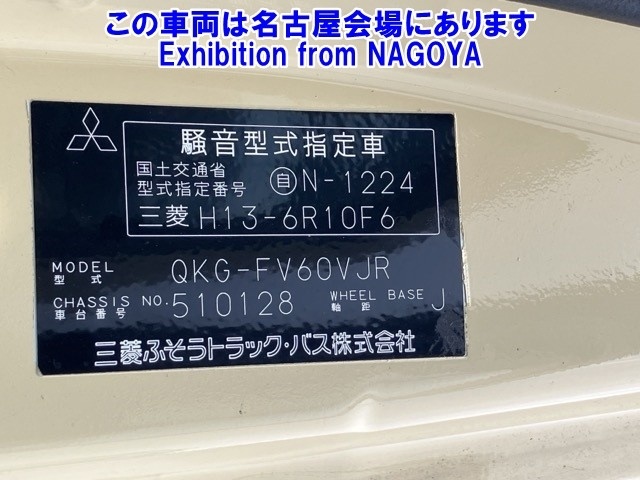 この車両は名古屋会場にあります
Exhibition from NAGOYA
騒音型式指定車
国土交通省
型式指定番号 自N-1224
三菱 H13-6R10F6
MODEL
型式 QKG-FV60VJR
CHASSIS NO.
車台番号 510128
WHEEL BASE
軸距 J
三菱ふそうトラック・バス株式会社